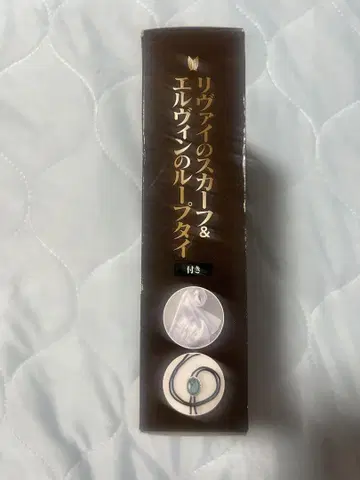 リヴァイのスカーフ&
エルヴィンのループタイ
付き